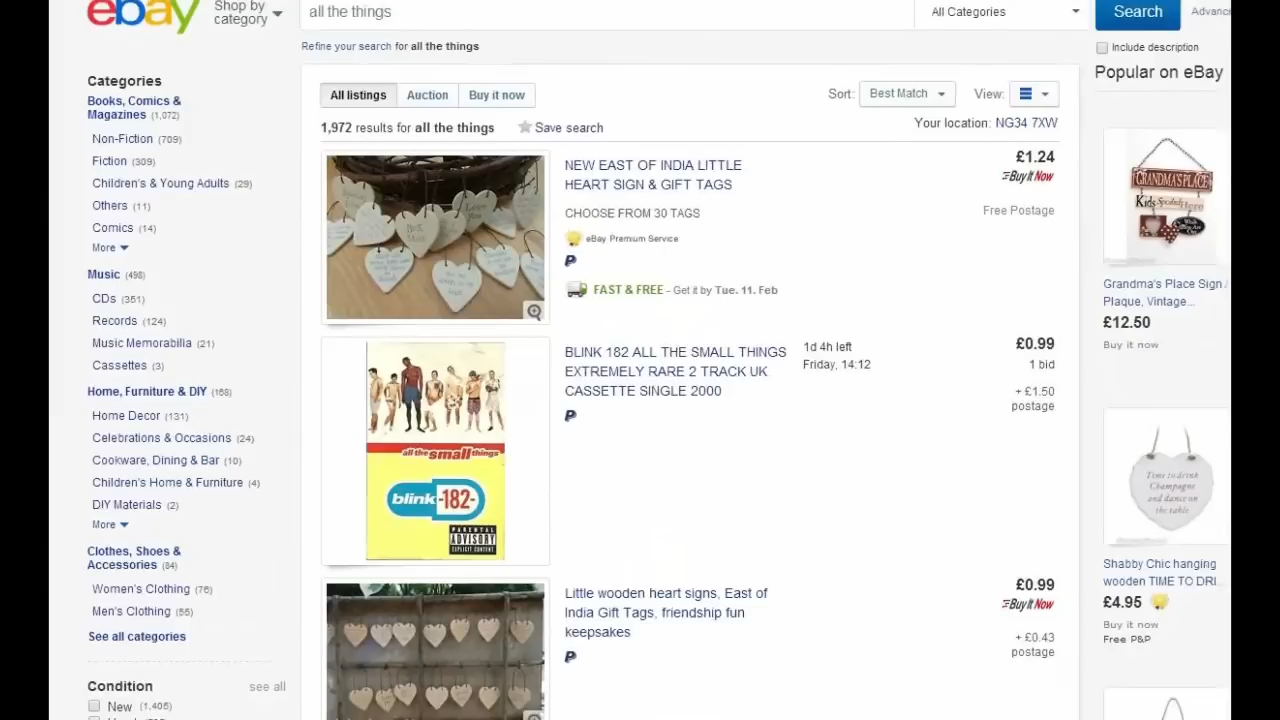 ebay
Shop by
category
all the things
All Categories
Search
Refine your search for all the things
Include description
Categories
Books, Comics &
Magazines (1,072)
Non-Fiction (709)
Fiction (309)
Children's & Young Adults (29)
Others (11)
Comics (14)
More
Music (498)
CDs (351)
Records (124)
Music Memorabilia (21)
Cassettes (3)
Home, Furniture & DIY (168)
Home Decor (131)
Celebrations & Occasions (24)
Cookware, Dining & Bar (10)
Children's Home & Furniture (4)
DIY Materials (2)
More
Clothes, Shoes &
Accessories (84)
Women's Clothing (76)
Men's Clothing (55)
See all categories
Condition see all
New (1,406)
All listings Auction Buy it now
Sort: Best Match View:
1,972 results for all the things Save search
Your location: NG34 7XW
NEW EAST OF INDIA LITTLE
HEART SIGN & GIFT TAGS
CHOOSE FROM 30 TAGS
eBay Premium Service
FAST & FREE - Get it by Tue. 11. Feb
£1.24
Buy It Now
Free Postage
all the small things
blink-182-
PARENTAL
ADVISORY
EXPLICIT CONTENT
BLINK 182 ALL THE SMALL THINGS
EXTREMELY RARE 2 TRACK UK
CASSETTE SINGLE 2000
1d 4h left
Friday, 14:12
£0.99
1 bid
+ £1.50
postage
Little wooden heart signs, East of
India Gift Tags, friendship fun
keepsakes
£0.99
Buy It Now
+ £0.43
postage
Popular on eBay
GRANDMA'S PLACE
Kids
Grandma's Place Sign /
Plaque, Vintage...
£12.50
Buy it now
Time to drink
Champagne
and dance on
the table
Shabby Chic hanging
wooden TIME TO DRI...
£4.95
Buy it now
Free P&P